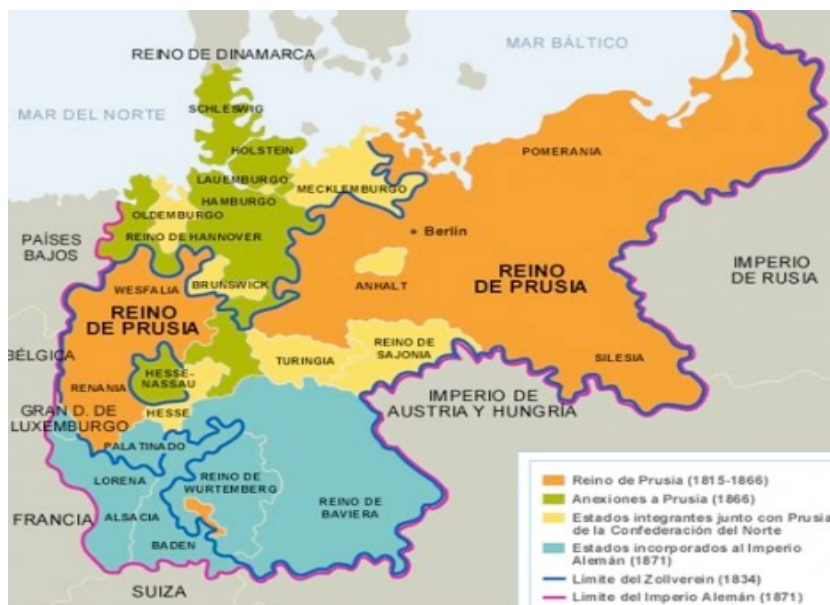 MAR BÁLTICO
REINO DE DINAMARCA
MAR DEL NORTE
SCHLESWIG
HOLSTEIN
POMERANIA
LAUEMBURGO
MECKLEMBURGO
HAMBURGO
OLDEMBURGO
Berlín
PAÍSES
BAJOS
REINO DE HANNOVER
IMPERIO
DE RUSIA
REINO
DE PRUSIA
WESFALIA
BRUNSWICK
ANHALT
REINO
DE PRUSIA
BÉLGICA
REINO DE
SAJONIA
TURINGIA
SILESIA
HESSE-
NASSAU
RENANIA
IMPERIO DE
AUSTRIA Y HUNGRÍA
GRAN D. DE
LUXEMBURGO
HESSE
PALATINADO
LORENA
REINO DE
WURTEMBERG
REINO DE
BAVIERA
FRANCIA
ALSACIA
BADEN
SUIZA
Reino de Prusia (1815-1866)
Anexiones a Prusia (1866)
Estados integrantes junto con Prusia
de la Confederación del Norte
Estados incorporados al Imperio
Alemán (1871)
Límite del Zollverein (1834)
Límite del Imperio Alemán (1871)